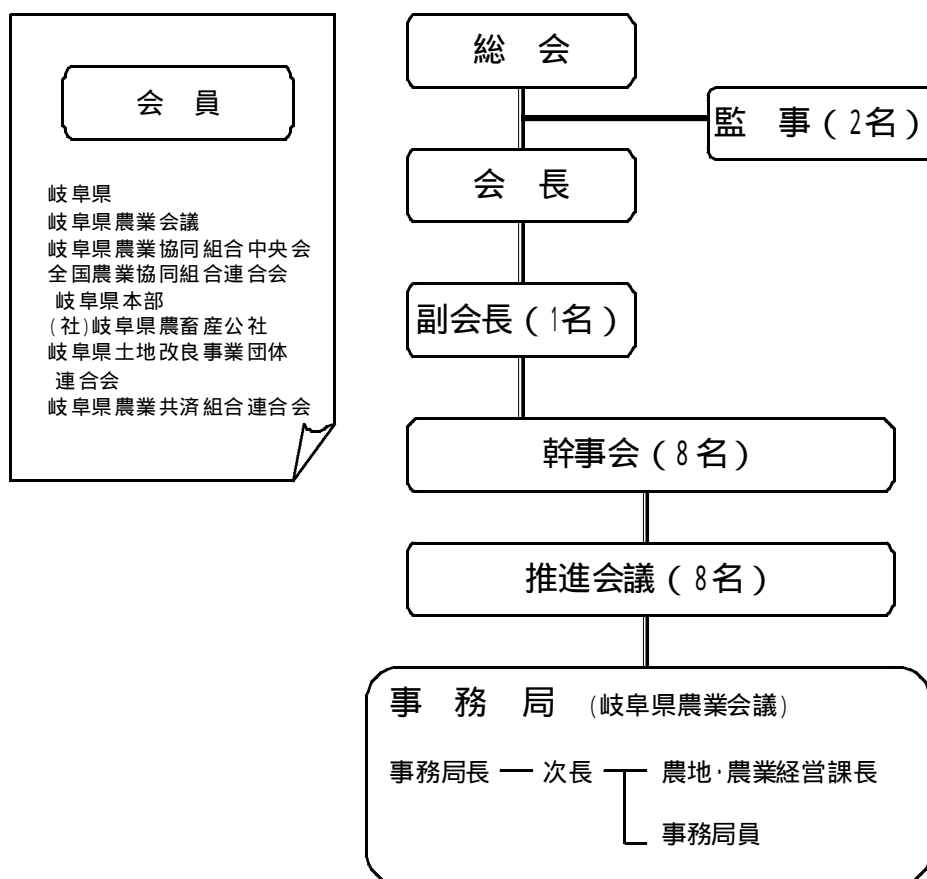 会 員
岐阜県
岐阜県農業会議
岐阜県農業協同組合中央会
全国農業協同組合連合会
岐阜県本部
(社)岐阜県農畜産公社
岐阜県土地改良事業団体
連合会
岐阜県農業共済組合連合会
総 会
監 事(2名)
会 長
副会長(1名)
幹事会(8名)
推進会議(8名)
事 務 局 (岐阜県農業会議)
事務局長 次長 農地・農業経営課長
事務局員